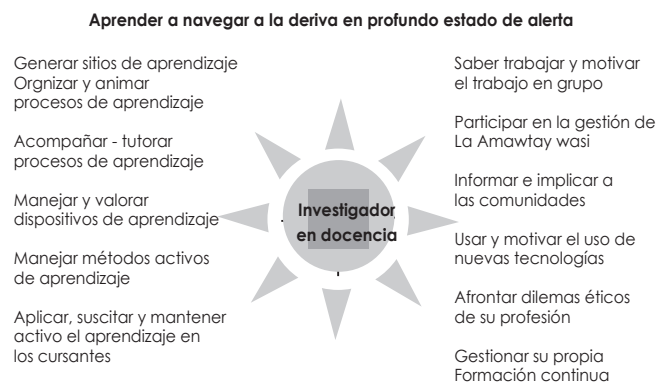 Aprender a navegar a la deriva en profundo estado de alerta
Generar sitios de aprendizaje
Orgnizar y animar
procesos de aprendizaje
Acompañar - tutorar
procesos de aprendizaje
Manejar y valorar
dispositivos de aprendizaje
Manejar métodos activos
de aprendizaje
Aplicar, suscitar y mantener
activo el aprendizaje en
los cursantes
Investigador
en docencia
Saber trabajar y motivar
el trabajo en grupo
Participar en la gestión de
La Amawtay wasi
Informar e implicar a
las comunidades
Usar y motivar el uso de
nuevas tecnologías
Afrontar dilemas éticos
de su profesión
Gestionar su propia
Formación continua